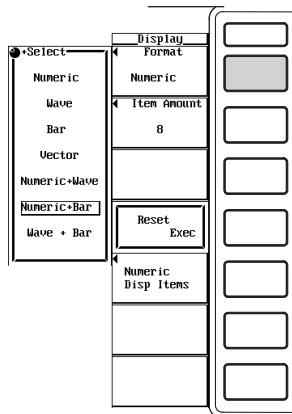 Display
Format
Numeric
Item Amount
8
Reset
Exec
Numeric
Disp Items
+Select
Numeric
Wave
Bar
Vector
Numeric+Wave
Numeric+Bar
Wave + Bar